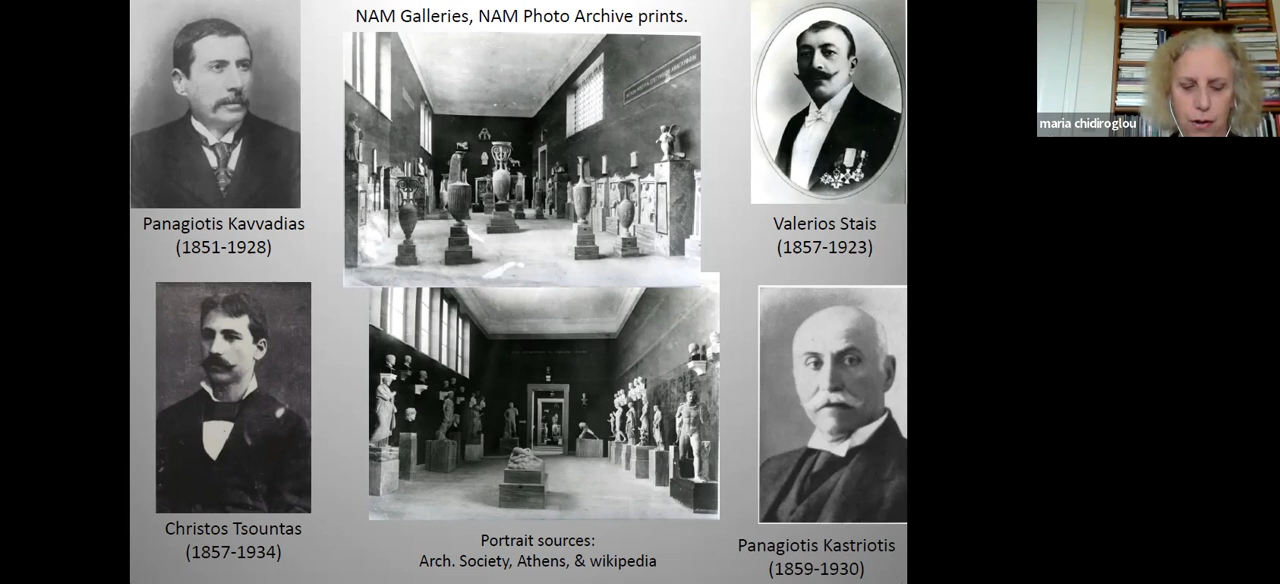 NAM Galleries, NAM Photo Archive prints.
Panagiotis Kavvadias
(1851-1928)
Valerios Stais
(1857-1923)
maria chidiroglou
Christos Tsountas
(1857-1934)
Portrait sources:
Arch. Society, Athens, & wikipedia
Panagiotis Kastriotis
(1859-1930)